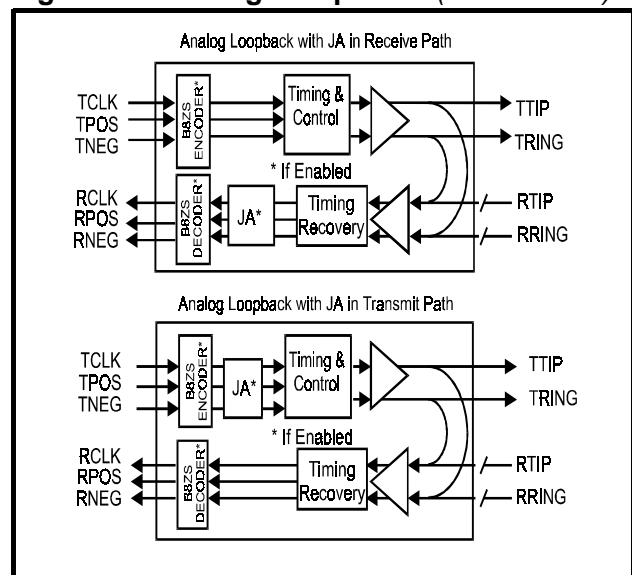 Analog Loopback with JA in Receive Path
TCLK
TPOS
TNEG
B8ZS
ENCODER*
Timing &
Control
TTIP
TRING
* If Enabled
RCLK
RPOS
RNEG
B8ZS
DECODER*
JA*
Timing
Recovery
RTIP
RRING
Analog Loopback with JA in Transmit Path
TCLK
TPOS
TNEG
B8ZS
ENCODER*
JA*
Timing &
Control
TTIP
TRING
* If Enabled
RCLK
RPOS
RNEG
B8ZS
DECODER*
Timing
Recovery
RTIP
RRING